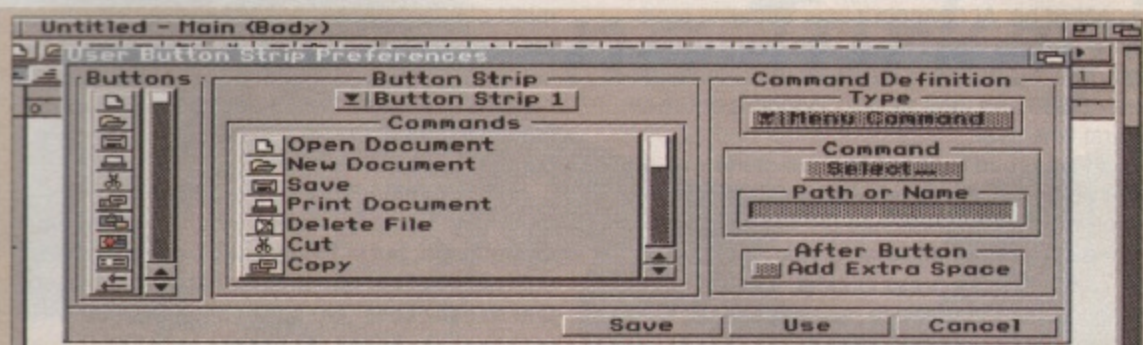 Untitled - Main (Body)
User Button Strip Preferences
Buttons
Button Strip
Button Strip 1
Commands
Open Document
New Document
Save
Print Document
Delete File
Cut
Copy
Command Definition
Type
Menu Command
Command
Select...
Path or Name
After Button
Add Extra Space
Save
Use
Cancel